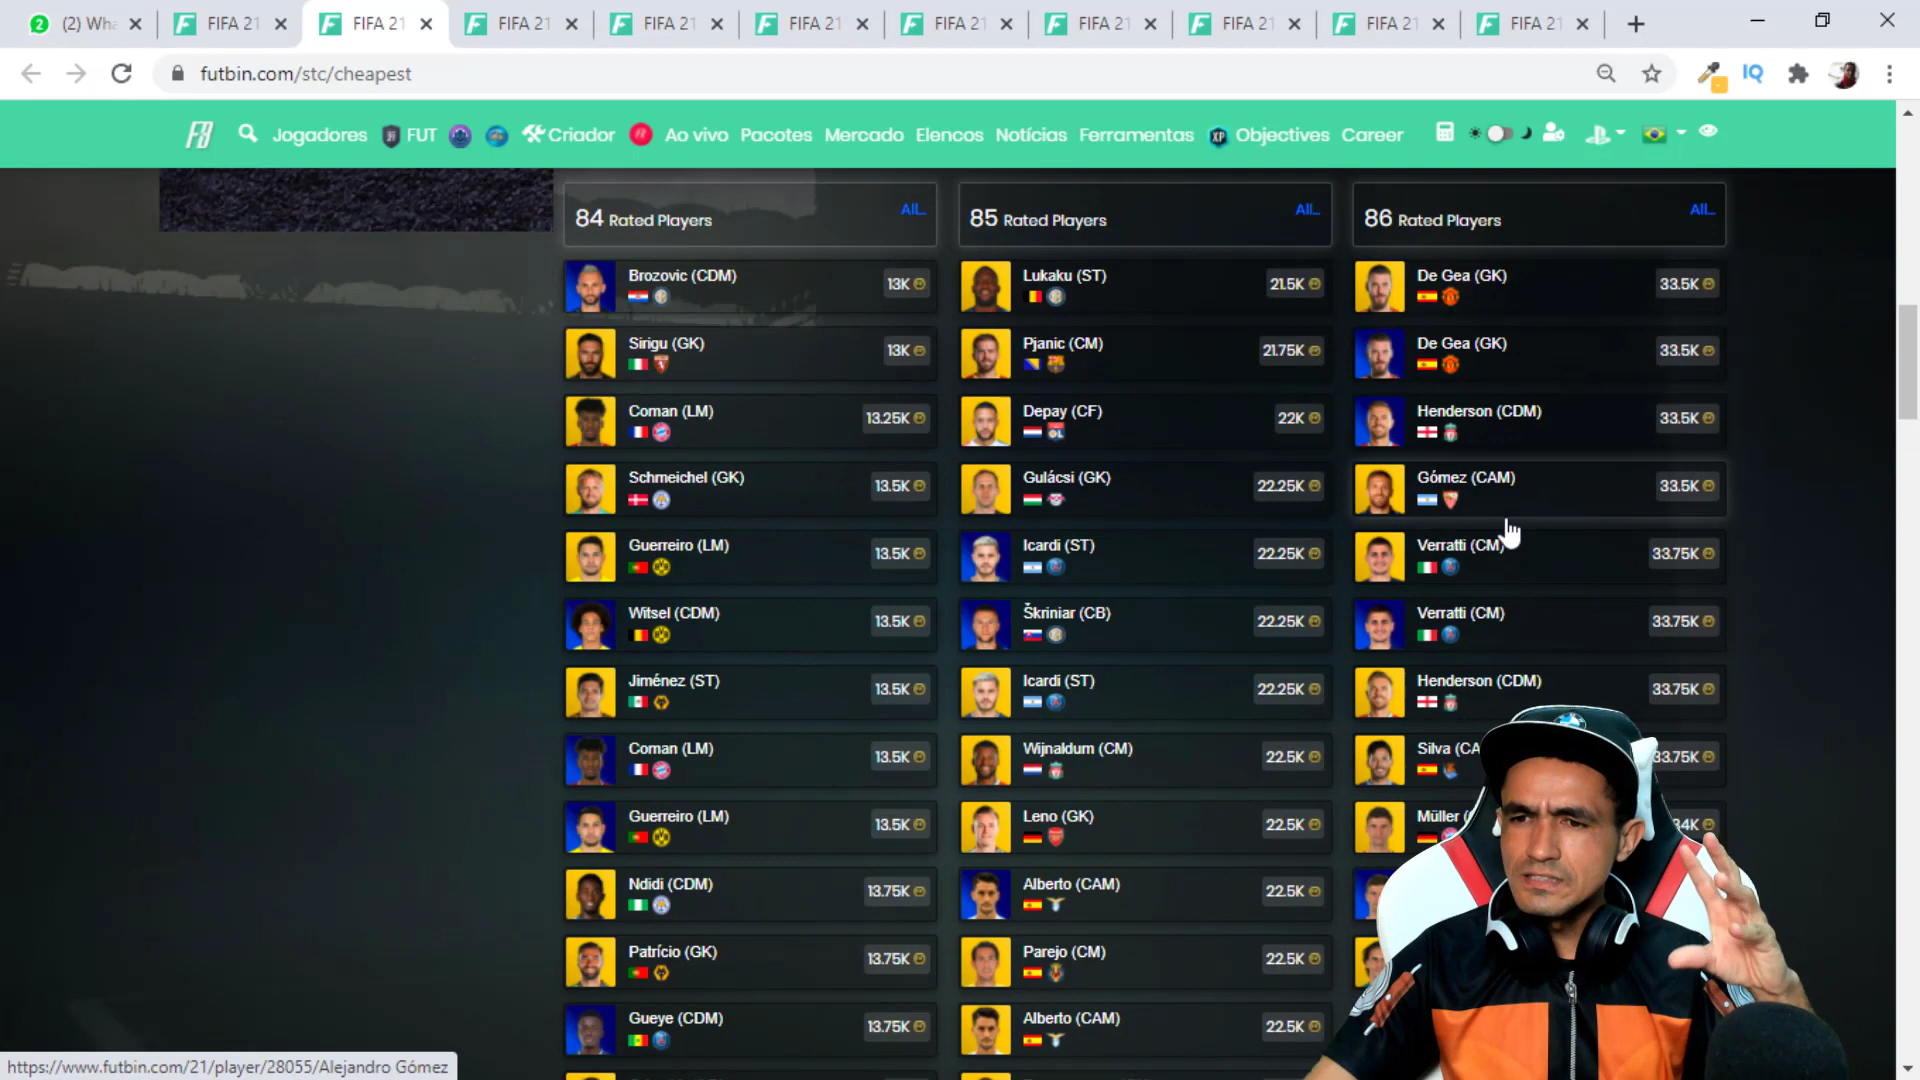 (2) Wha
FIFA 21
FIFA 21
FIFA 21
FIFA 21
FIFA 21
FIFA 21
FIFA 21
FIFA 21
FIFA 21
FIFA 21
futbin.com/stc/cheapest
IQ
Jogadores FUT Criador Ao vivo Pacotes Mercado Elencos Notícias Ferramentas XP Objectives Career
84 Rated Players All...
Brozovic (CDM) 13K
Sirigu (GK) 13K
Coman (LM) 13.25K
Schmeichel (GK) 13.5K
Guerreiro (LM) 13.5K
Witsel (CDM) 13.5K
Jiménez (ST) 13.5K
Coman (LM) 13.5K
Guerreiro (LM) 13.5K
Ndidi (CDM) 13.75K
Patrício (GK) 13.75K
Gueye (CDM) 13.75K
85 Rated Players All...
Lukaku (ST) 21.5K
Pjanic (CM) 21.75K
Depay (CF) 22K
Gulácsi (GK) 22.25K
Icardi (ST) 22.25K
Škriniar (CB) 22.25K
Icardi (ST) 22.25K
Wijnaldum (CM) 22.5K
Leno (GK) 22.5K
Alberto (CAM) 22.5K
Parejo (CM) 22.5K
Alberto (CAM) 22.5K
86 Rated Players All...
De Gea (GK) 33.5K
De Gea (GK) 33.5K
Henderson (CDM) 33.5K
Gómez (CAM) 33.5K
Verratti (CM) 33.75K
Verratti (CM) 33.75K
Henderson (CDM) 33.75K
Silva (CA 33.75K
Müller ( 34K
https://www.futbin.com/21/player/28055/Alejandro Gómez